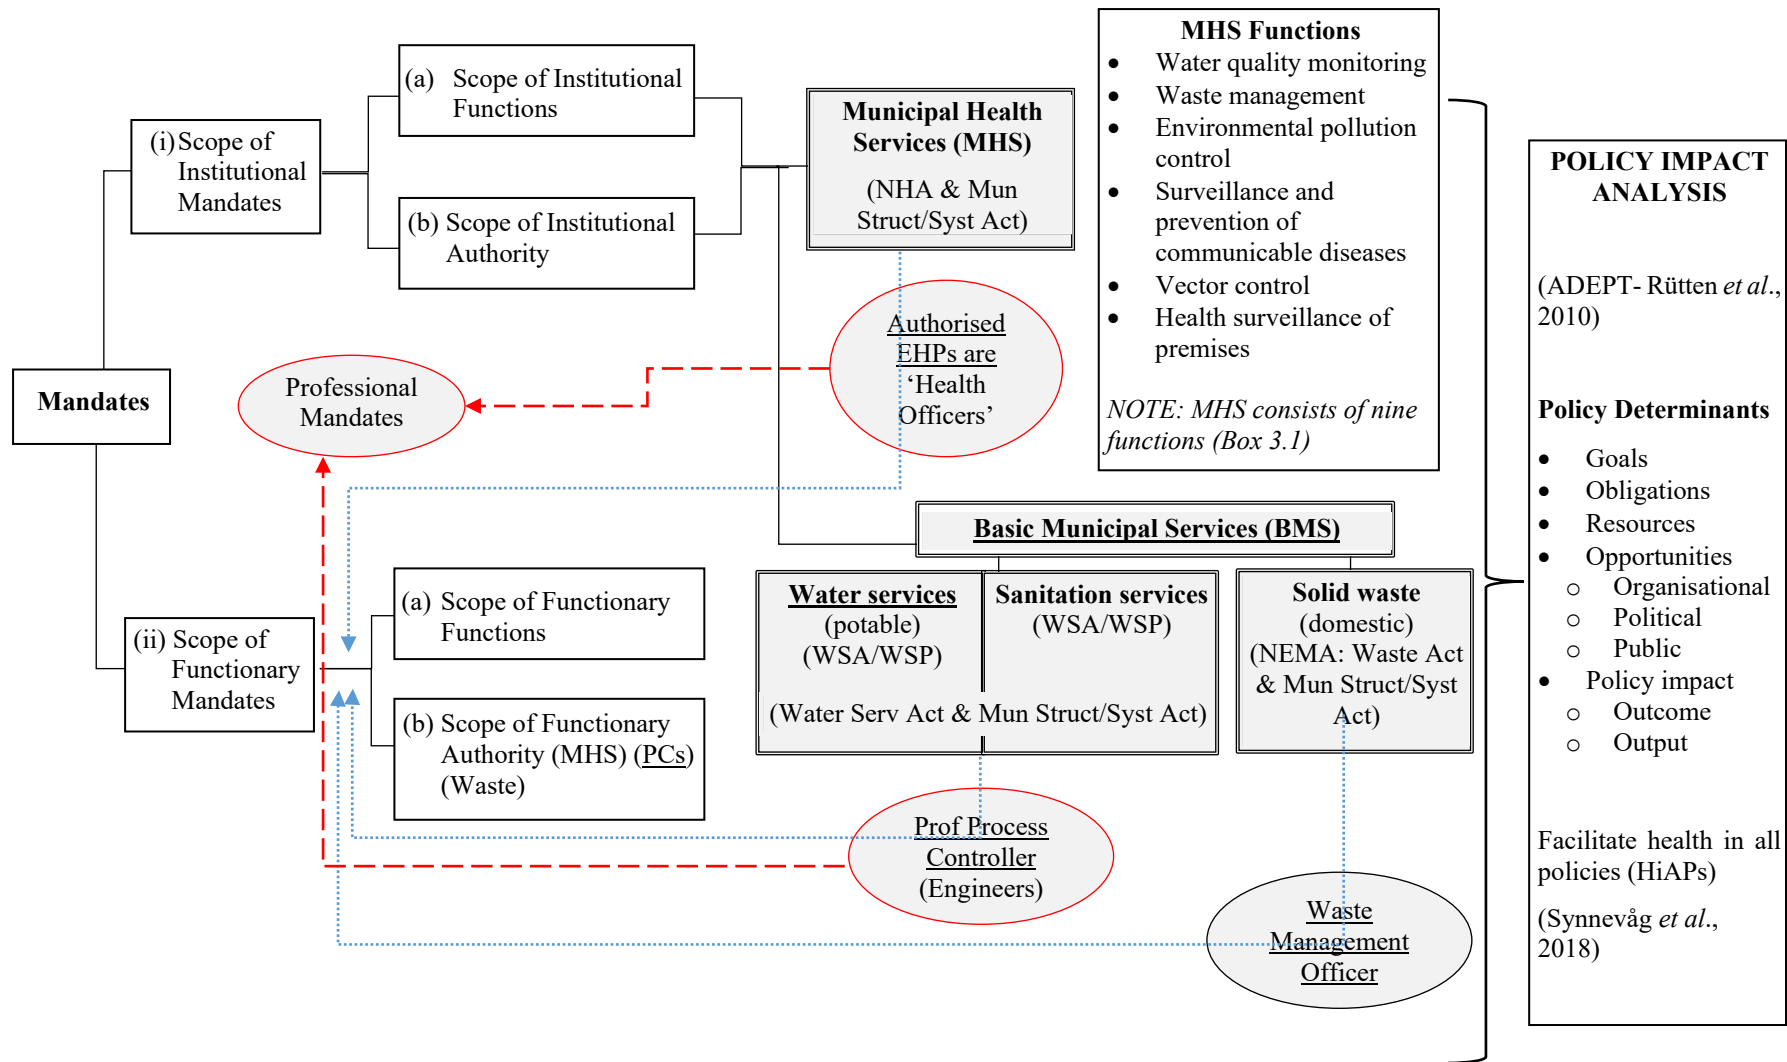 Mandates
(i) Scope of
Institutional
Mandates
(a) Scope of Institutional
Functions
(b) Scope of Institutional
Authority
Municipal Health
Services (MHS)
(NHA & Mun
Struct/Syst Act)
Authorised
EHPs are
‘Health
Officers’
Professional
Mandates
(ii) Scope of
Functionary
Mandates
(a) Scope of Functionary
Functions
(b) Scope of Functionary
Authority (MHS) (PCs)
(Waste)
Basic Municipal Services (BMS)
Water services
(potable)
(WSA/WSP)
Sanitation services
(WSA/WSP)
(Water Serv Act & Mun Struct/Syst Act)
Solid waste
(domestic)
(NEMA: Waste Act
& Mun Struct/Syst
Act)
Prof Process
Controller
(Engineers)
Waste
Management
Officer
MHS Functions
• Water quality monitoring
• Waste management
• Environmental pollution
control
• Surveillance and
prevention of
communicable diseases
• Vector control
• Health surveillance of
premises
NOTE: MHS consists of nine
functions (Box 3.1)
POLICY IMPACT
ANALYSIS
(ADEPT- Rütten et al.,
2010)
Policy Determinants
• Goals
• Obligations
• Resources
• Opportunities
o Organisational
o Political
o Public
• Policy impact
o Outcome
o Output
Facilitate health in all
policies (HiAPs)
(Synnevåg et al.,
2018)